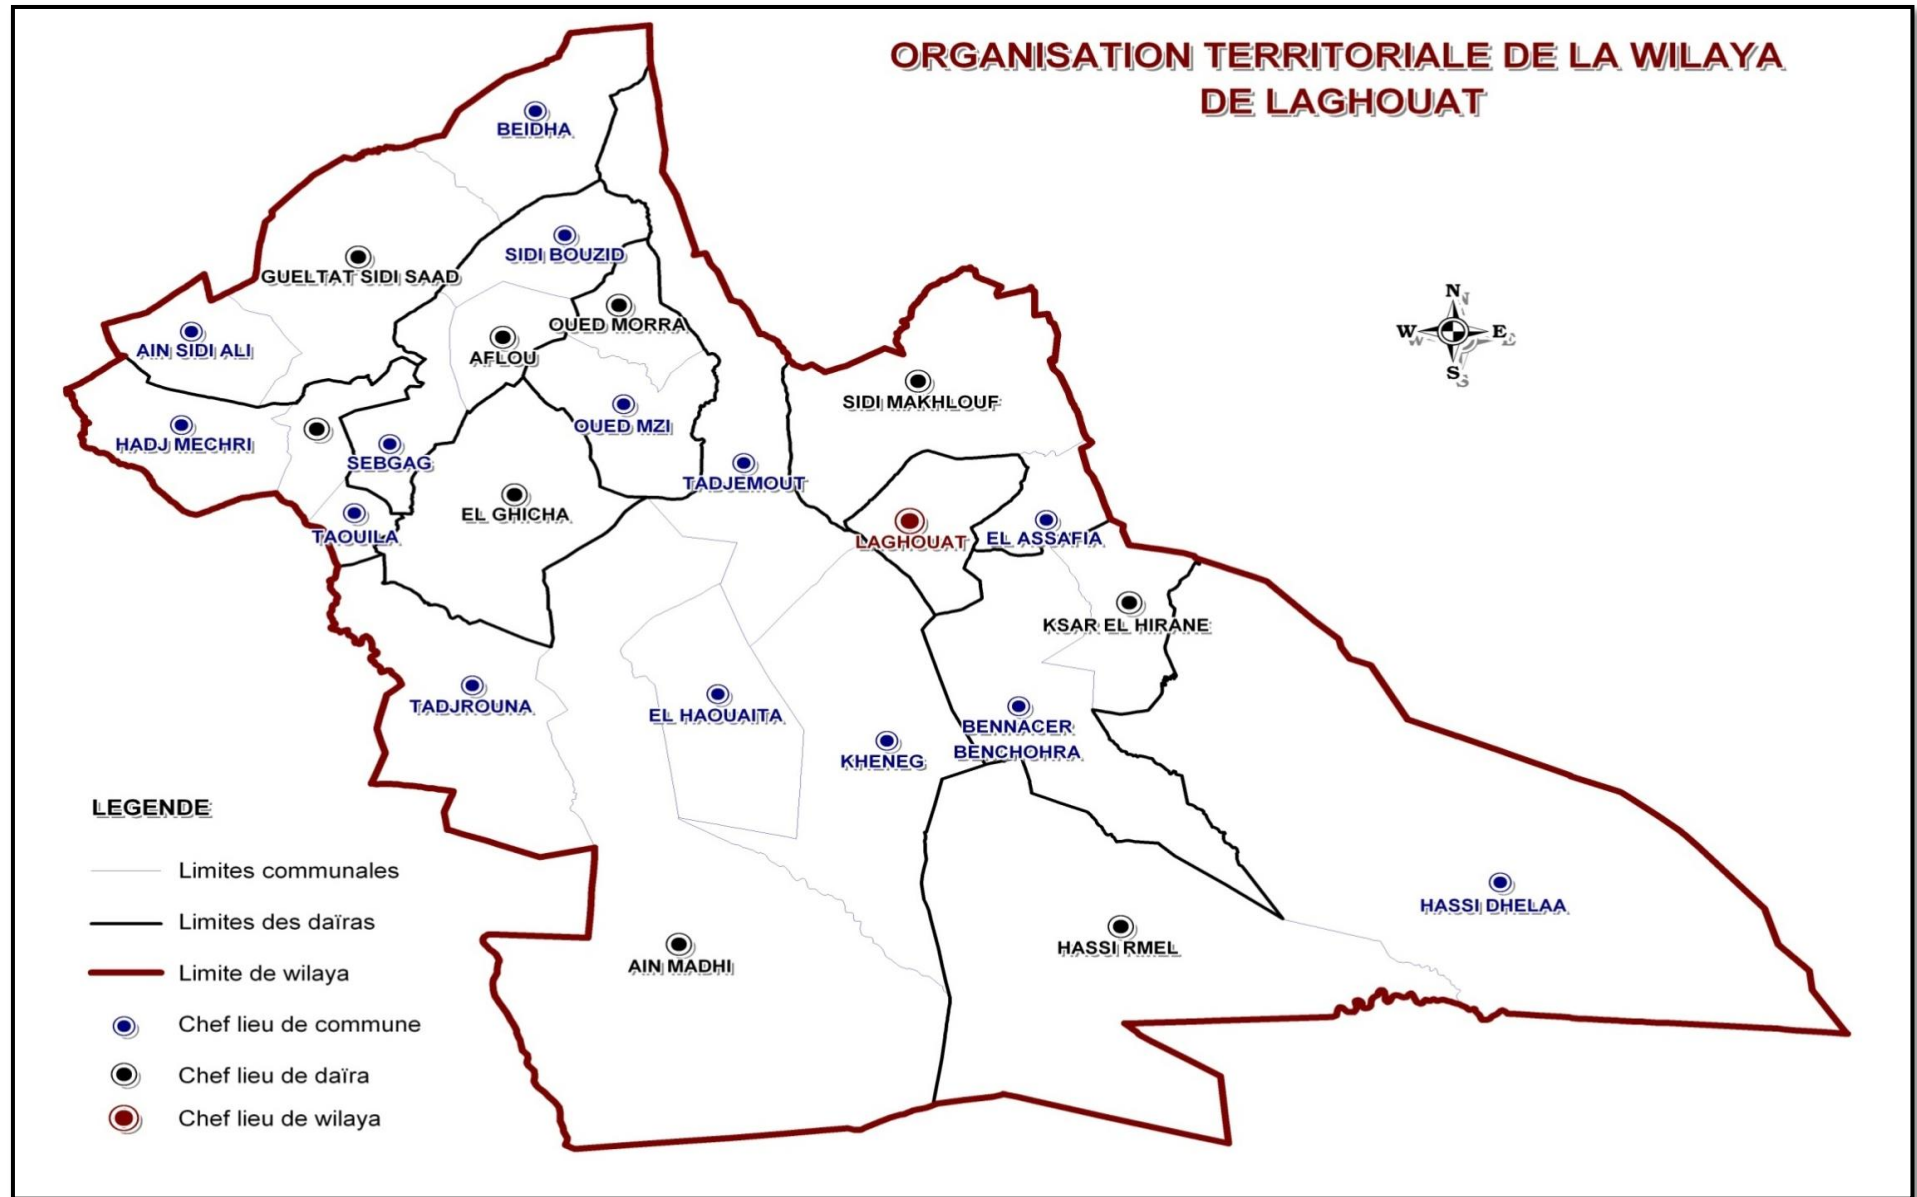 ORGANISATION TERRITORIALE DE LA WILAYA
DE LAGHOUAT
BEIDHA
SIDI BOUZID
GUELTAT SIDI SAAD
N
W
E
S
OUED MORRA
AIN SIDI ALI
AFLOU
SIDI MAKHLOUF
HADJ MECHRI
OUED MZI
SEBGAG
TADJEMOUT
EL GHICHA
TAOUILA
LAGHOUAT
EL ASSAFIA
KSAR EL HIRANE
TADJROUNA
EL HAOUAITA
BENNACER
BENCHOHRA
KHENEG
HASSI DHELAA
HASSI RMEL
AIN MADHI
LEGENDE
Limites communales
Limites des daïras
Limite de wilaya
Chef lieu de commune
Chef lieu de daïra
Chef lieu de wilaya